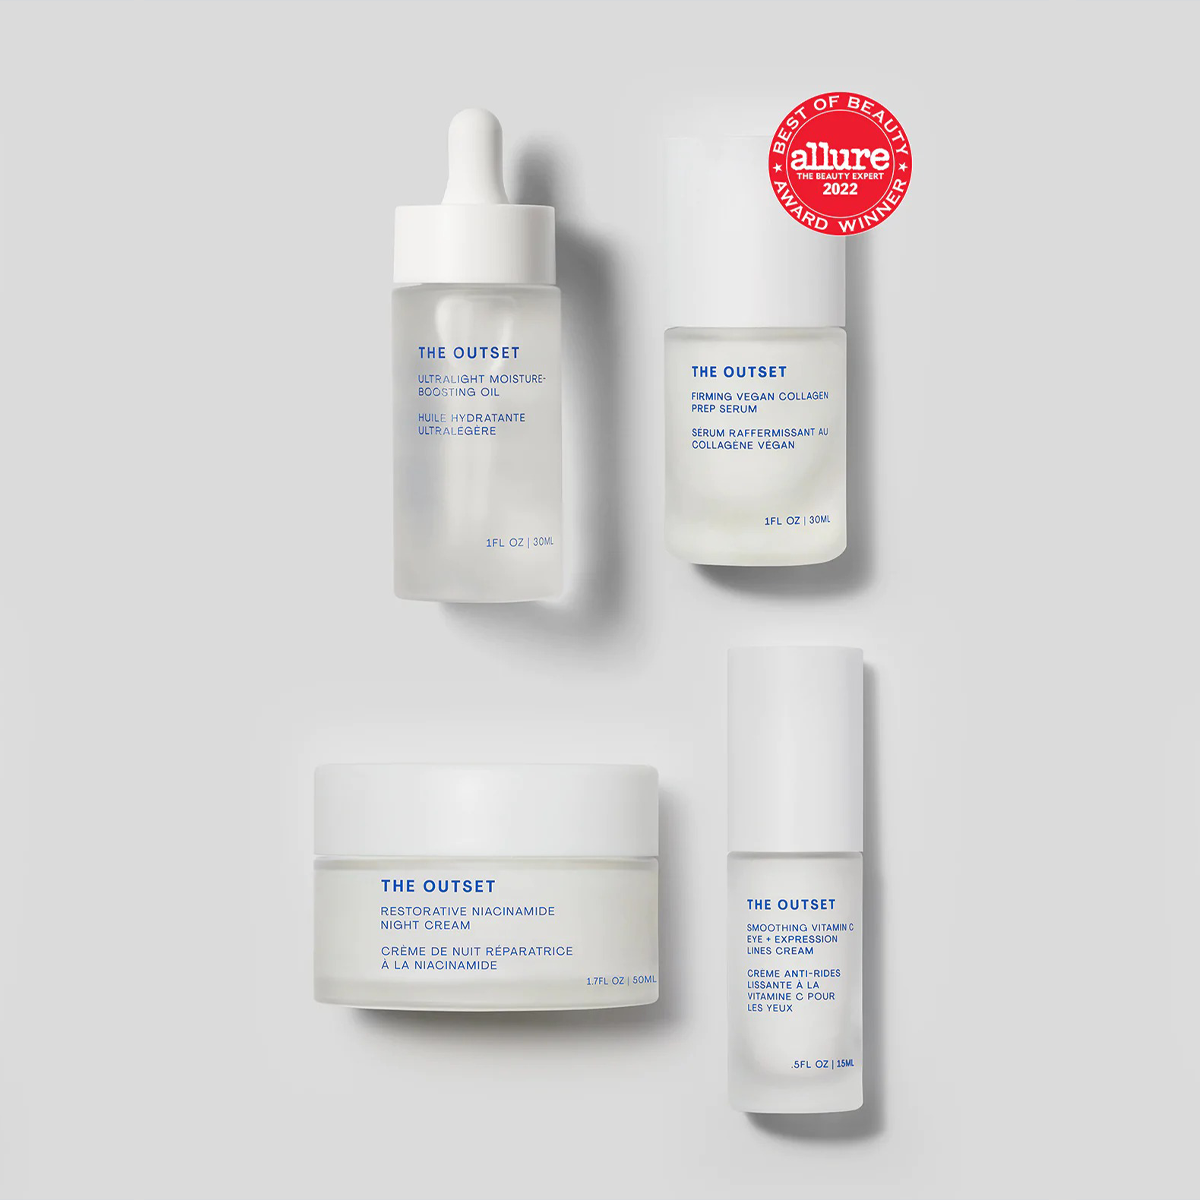 BEST OF BEAUTY
allure
THE BEAUTY EXPERT
2022
AWARD WINNER
THE OUTSET
ULTRALIGHT MOISTURE-
BOOSTING OIL
HUILE HYDRATANTE
ULTRALÉGÈRE
1FL OZ | 30ML
THE OUTSET
FIRMING VEGAN COLLAGEN
PREP SERUM
SÉRUM RAFFERMISSANT AU
COLLAGÈNE VÉGAN
1FL OZ | 30ML
THE OUTSET
RESTORATIVE NIACINAMIDE
NIGHT CREAM
CRÈME DE NUIT RÉPARATRICE
À LA NIACINAMIDE
1.7FL OZ | 50ML
THE OUTSET
SMOOTHING VITAMIN C
EYE + EXPRESSION
LINES CREAM
CRÈME ANTI-RIDES
LISSANTE À LA
VITAMINE C POUR
LES YEUX
.5FL OZ | 15ML